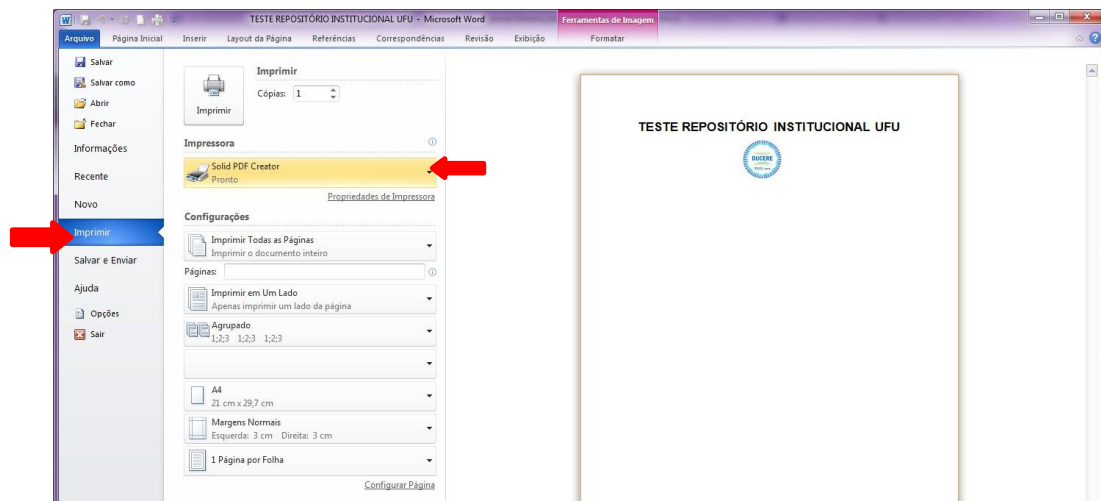 W
TESTE REPOSITÓRIO INSTITUCIONAL UFU - Microsoft Word
Ferramentas de Imagem
Arquivo Página Inicial Inserir Layout da Página Referências Correspondências Revisão Exibição Formatar
Salvar
Salvar como
Abrir
Fechar
Informações
Recente
Novo
Imprimir
Salvar e Enviar
Ajuda
Opções
Sair
Imprimir
Imprimir
Cópias: 1
Impressora
Solid PDF Creator
Pronto
Propriedades de Impressora
Configurações
Imprimir Todas as Páginas
Imprimir o documento inteiro
Páginas:
Imprimir em Um Lado
Apenas imprimir um lado da página
Agrupado
1;2;3 1;2;3 1;2;3
A4
21 cm x 29,7 cm
Margens Normais
Esquerda: 3 cm Direita: 3 cm
1 Página por Folha
Configurar Página
TESTE REPOSITÓRIO INSTITUCIONAL UFU
DUCERE